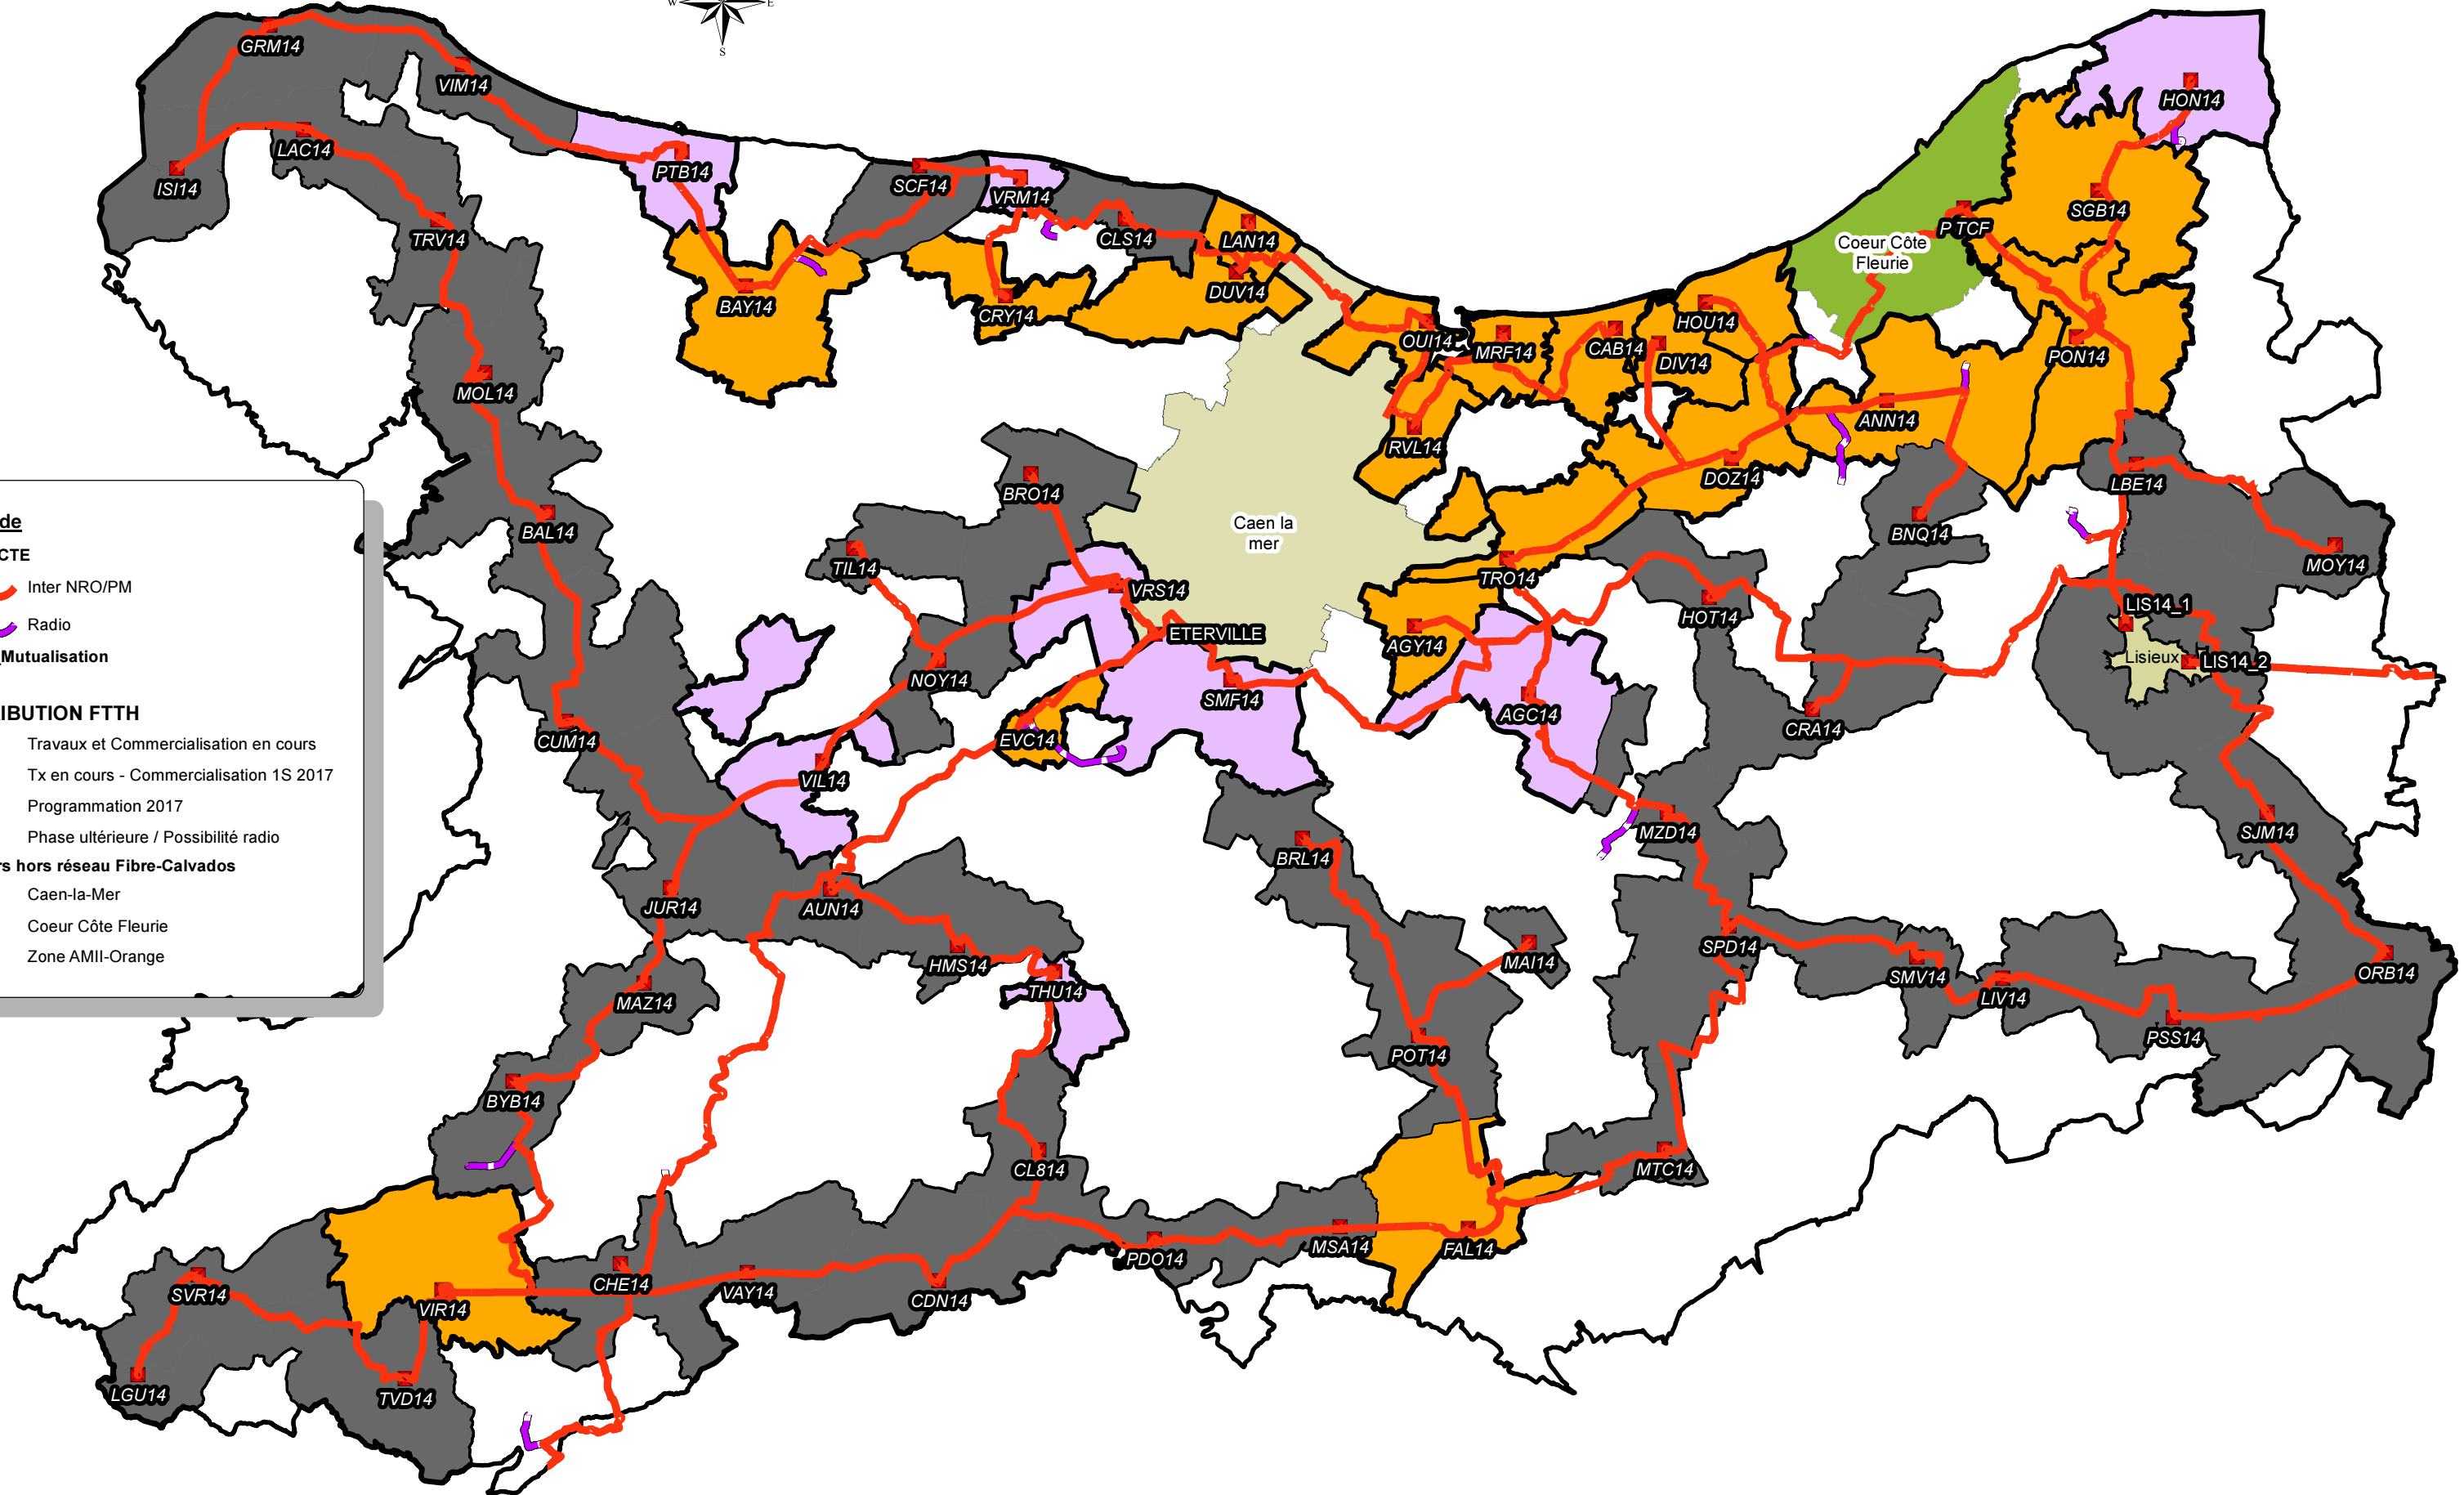 W E
S
GRM14
VIM14
HON14
LAC14
PTB14
ISI14
SCF14
VRM14
SGB14
TRV14
CLS14
LAN14
P TCF
Coeur Côte
Fleurie
DUV14
BAY14
CRY14
HOU14
OUI14
MRF14
CAB14
DIV14
PON14
MOL14
ANN14
RVL14
DOZ14
LBE14
BRO14
BAL14
Caen la
mer
BNQ14
MOY14
TIL14
TRO14
VRS14
HOT14
LIS14_1
ETERVILLE
AGY14
Lisieux
LIS14_2
NOY14
SMF14
AGC14
CRA14
CUM14
EVC14
VIL14
MZD14
SJM14
BRL14
JUR14
AUN14
HMS14
MAI14
SPD14
SMV14
ORB14
THU14
LIV14
MAZ14
PSS14
POT14
BYB14
CL814
MTC14
MSA14
FAL14
PDO14
CHE14
VAY14
CDN14
SVR14
VIR14
LGU14
TVD14
de
CTE
Inter NRO/PM
Radio
_Mutualisation
RIBUTION FTTH
Travaux et Commercialisation en cours
Tx en cours - Commercialisation 1S 2017
Programmation 2017
Phase ultérieure / Possibilité radio
rs hors réseau Fibre-Calvados
Caen-la-Mer
Coeur Côte Fleurie
Zone AMII-Orange